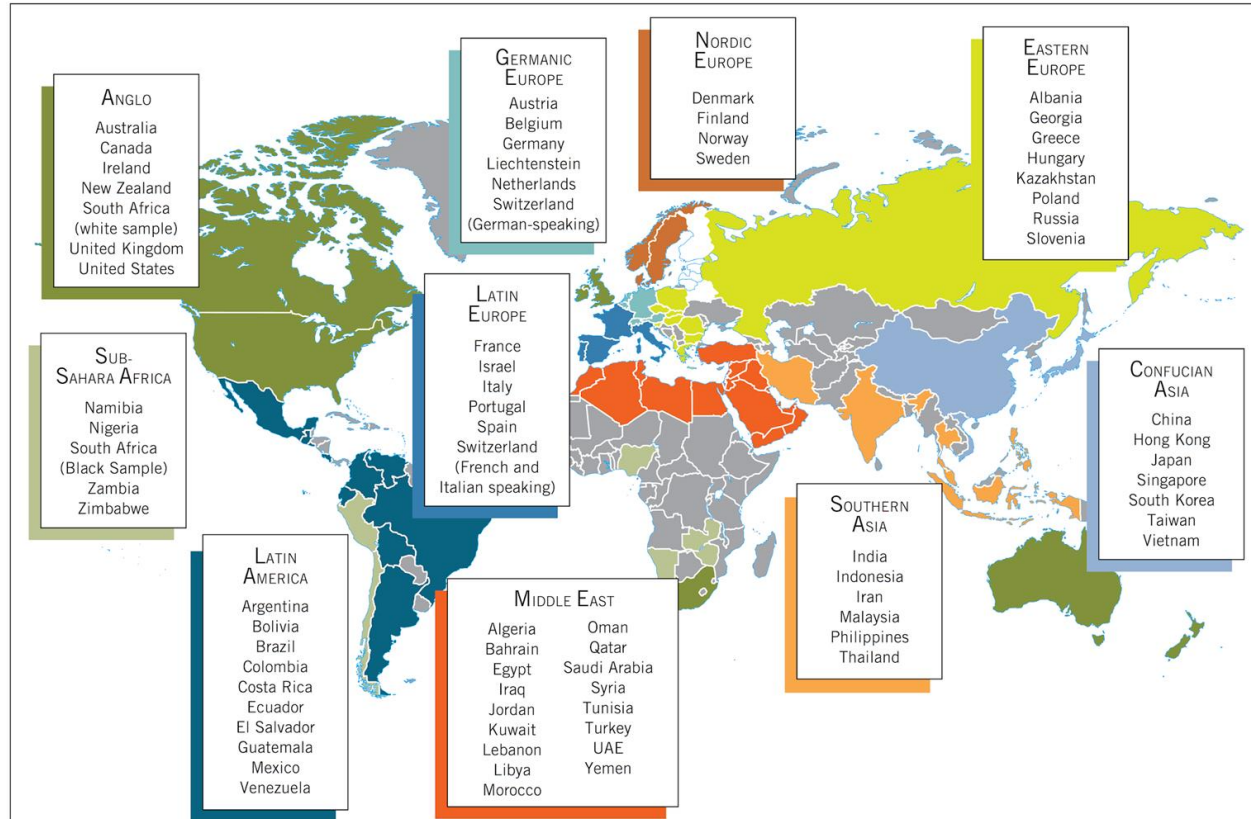 ANGLO
Australia
Canada
Ireland
New Zealand
South Africa
(white sample)
United Kingdom
United States
GERMANIC
EUROPE
Austria
Belgium
Germany
Liechtenstein
Netherlands
Switzerland
(German-speaking)
NORDIC
EUROPE
Denmark
Finland
Norway
Sweden
EASTERN
EUROPE
Albania
Georgia
Greece
Hungary
Kazakhstan
Poland
Russia
Slovenia
SUB-
SAHARA AFRICA
Namibia
Nigeria
South Africa
(Black Sample)
Zambia
Zimbabwe
LATIN
EUROPE
France
Israel
Italy
Portugal
Spain
Switzerland
(French and
Italian speaking)
CONFUCIAN
ASIA
China
Hong Kong
Japan
Singapore
South Korea
Taiwan
Vietnam
LATIN
AMERICA
Argentina
Bolivia
Brazil
Colombia
Costa Rica
Ecuador
El Salvador
Guatemala
Mexico
Venezuela
MIDDLE EAST
Algeria
Bahrain
Egypt
Iraq
Jordan
Kuwait
Lebanon
Libya
Morocco
Oman
Qatar
Saudi Arabia
Syria
Tunisia
Turkey
UAE
Yemen
SOUTHERN
ASIA
India
Indonesia
Iran
Malaysia
Philippines
Thailand